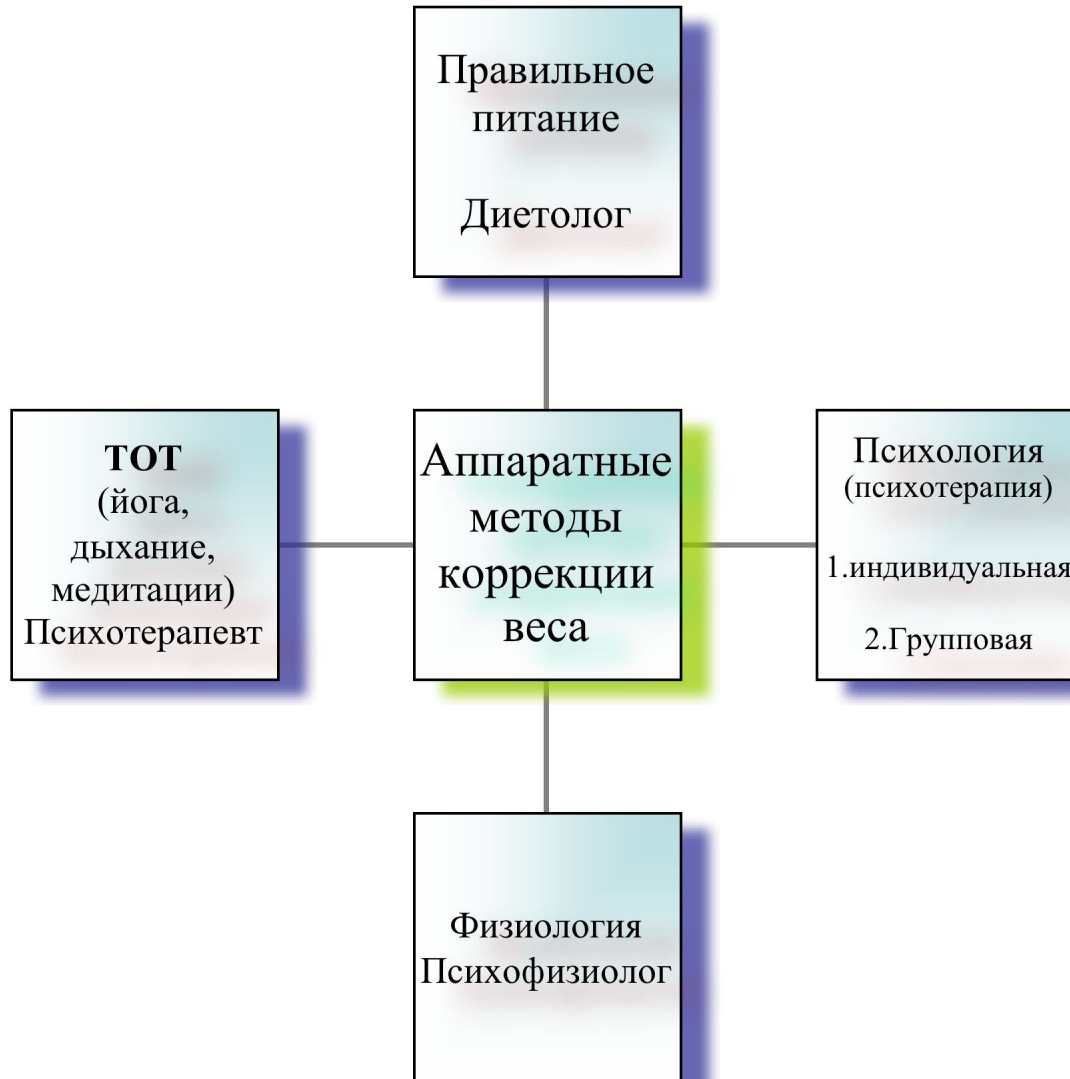 Правильное
питание
Диетолог
ТОТ
(йога,
дыхание,
медитации)
Психотерапевт
Аппаратные
методы
коррекции
веса
Психология
(психотерапия)
1.индивидуальная
2.Групповая
Физиология
Психофизиолог